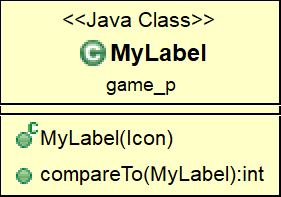 <<Java Class>>
C MyLabel
game_p
C MyLabel(Icon)
compareTo(MyLabel):int